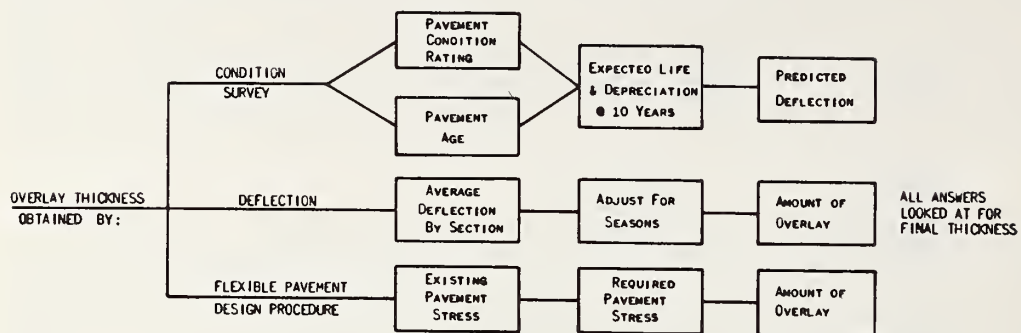 PAVEMENT
CONDITION
RATING
CONDITION
SURVEY
PAVEMENT
AGE
EXPECTED LIFE
& DEPRECIATION
@ 10 YEARS
PREDICTED
DEFLECTION
OVERLAY THICKNESS
OBTAINED BY:
DEFLECTION
AVERAGE
DEFLECTION
BY SECTION
ADJUST FOR
SEASONS
AMOUNT OF
OVERLAY
ALL ANSWERS
LOOKED AT FOR
FINAL THICKNESS
FLEXIBLE PAVEMENT
DESIGN PROCEDURE
EXISTING
PAVEMENT
STRESS
REQUIRED
PAVEMENT
STRESS
AMOUNT OF
OVERLAY